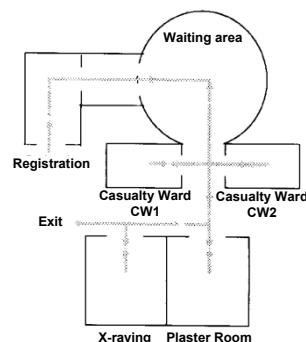 Waiting area
Registration
Casualty Ward
CW1
Casualty Ward
CW2
Exit
X-raying
Plaster Room